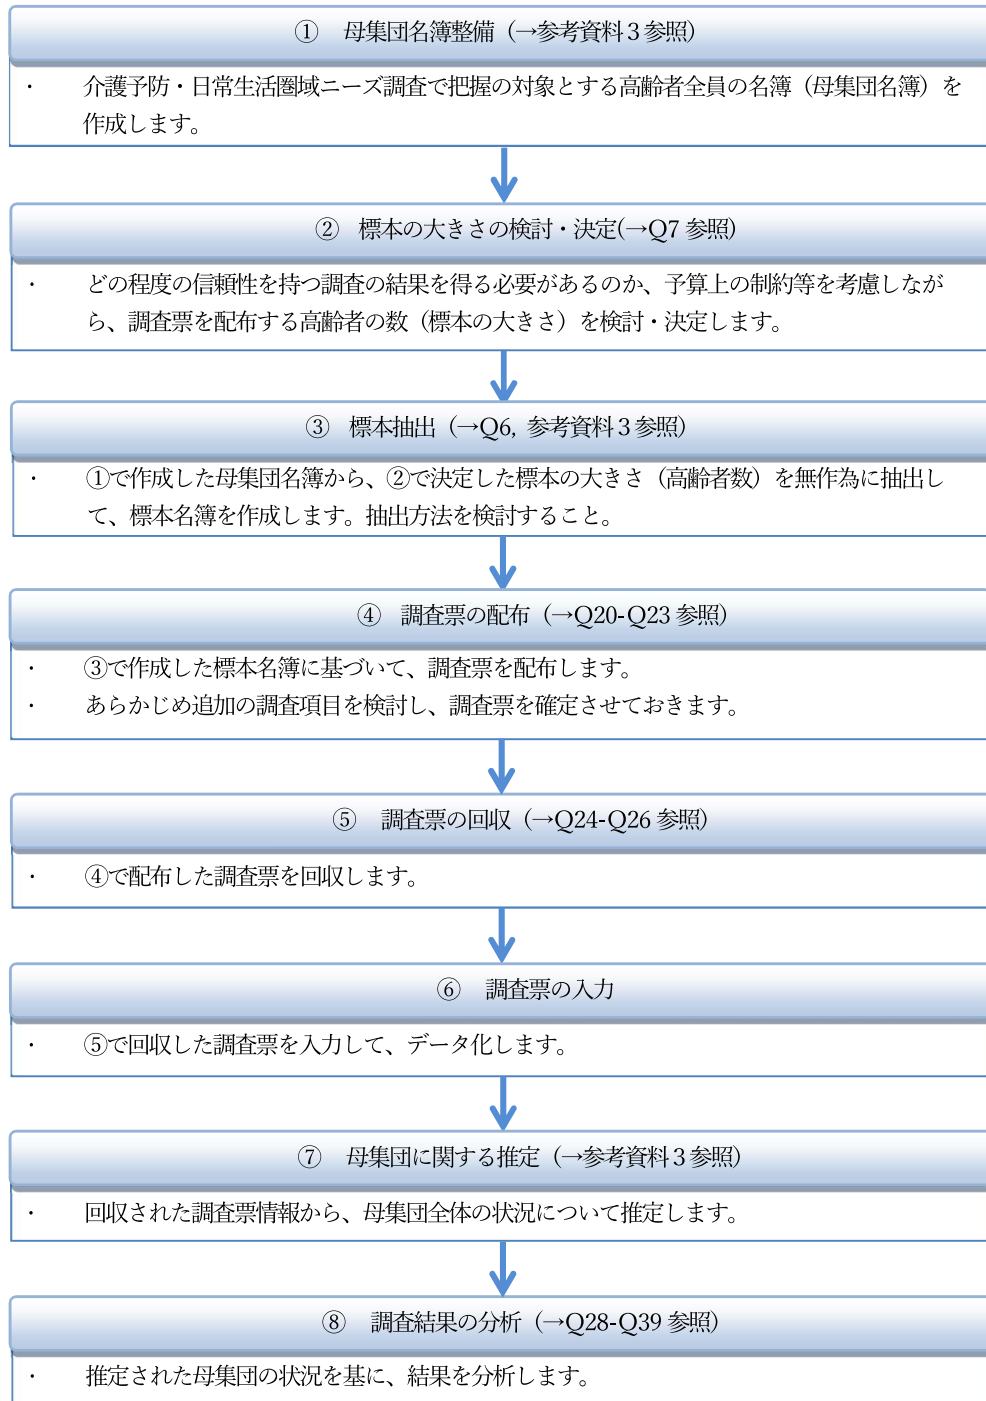 ① 母集団名簿整備（→参考資料３参照）
・ 介護予防・日常生活圏域ニーズ調査で把握の対象とする高齢者全員の名簿（母集団名簿）を
作成します。
② 標本の大きさの検討・決定(→Q7 参照)
・ どの程度の信頼性を持つ調査の結果を得る必要があるのか、予算上の制約等を考慮しなが
ら、調査票を配布する高齢者の数（標本の大きさ）を検討・決定します。
③ 標本抽出（→Q6, 参考資料３参照）
・ ①で作成した母集団名簿から、②で決定した標本の大きさ（高齢者数）を無作為に抽出し
て、標本名簿を作成します。抽出方法を検討すること。
④ 調査票の配布（→Q20-Q23 参照）
・ ③で作成した標本名簿に基づいて、調査票を配布します。
・ あらかじめ追加の調査項目を検討し、調査票を確定させておきます。
⑤ 調査票の回収（→Q24-Q26 参照）
・ ④で配布した調査票を回収します。
⑥ 調査票の入力
・ ⑤で回収した調査票を入力して、データ化します。
⑦ 母集団に関する推定（→参考資料３参照）
・ 回収された調査票情報から、母集団全体の状況について推定します。
⑧ 調査結果の分析（→Q28-Q39 参照）
・ 推定された母集団の状況を基に、結果を分析します。